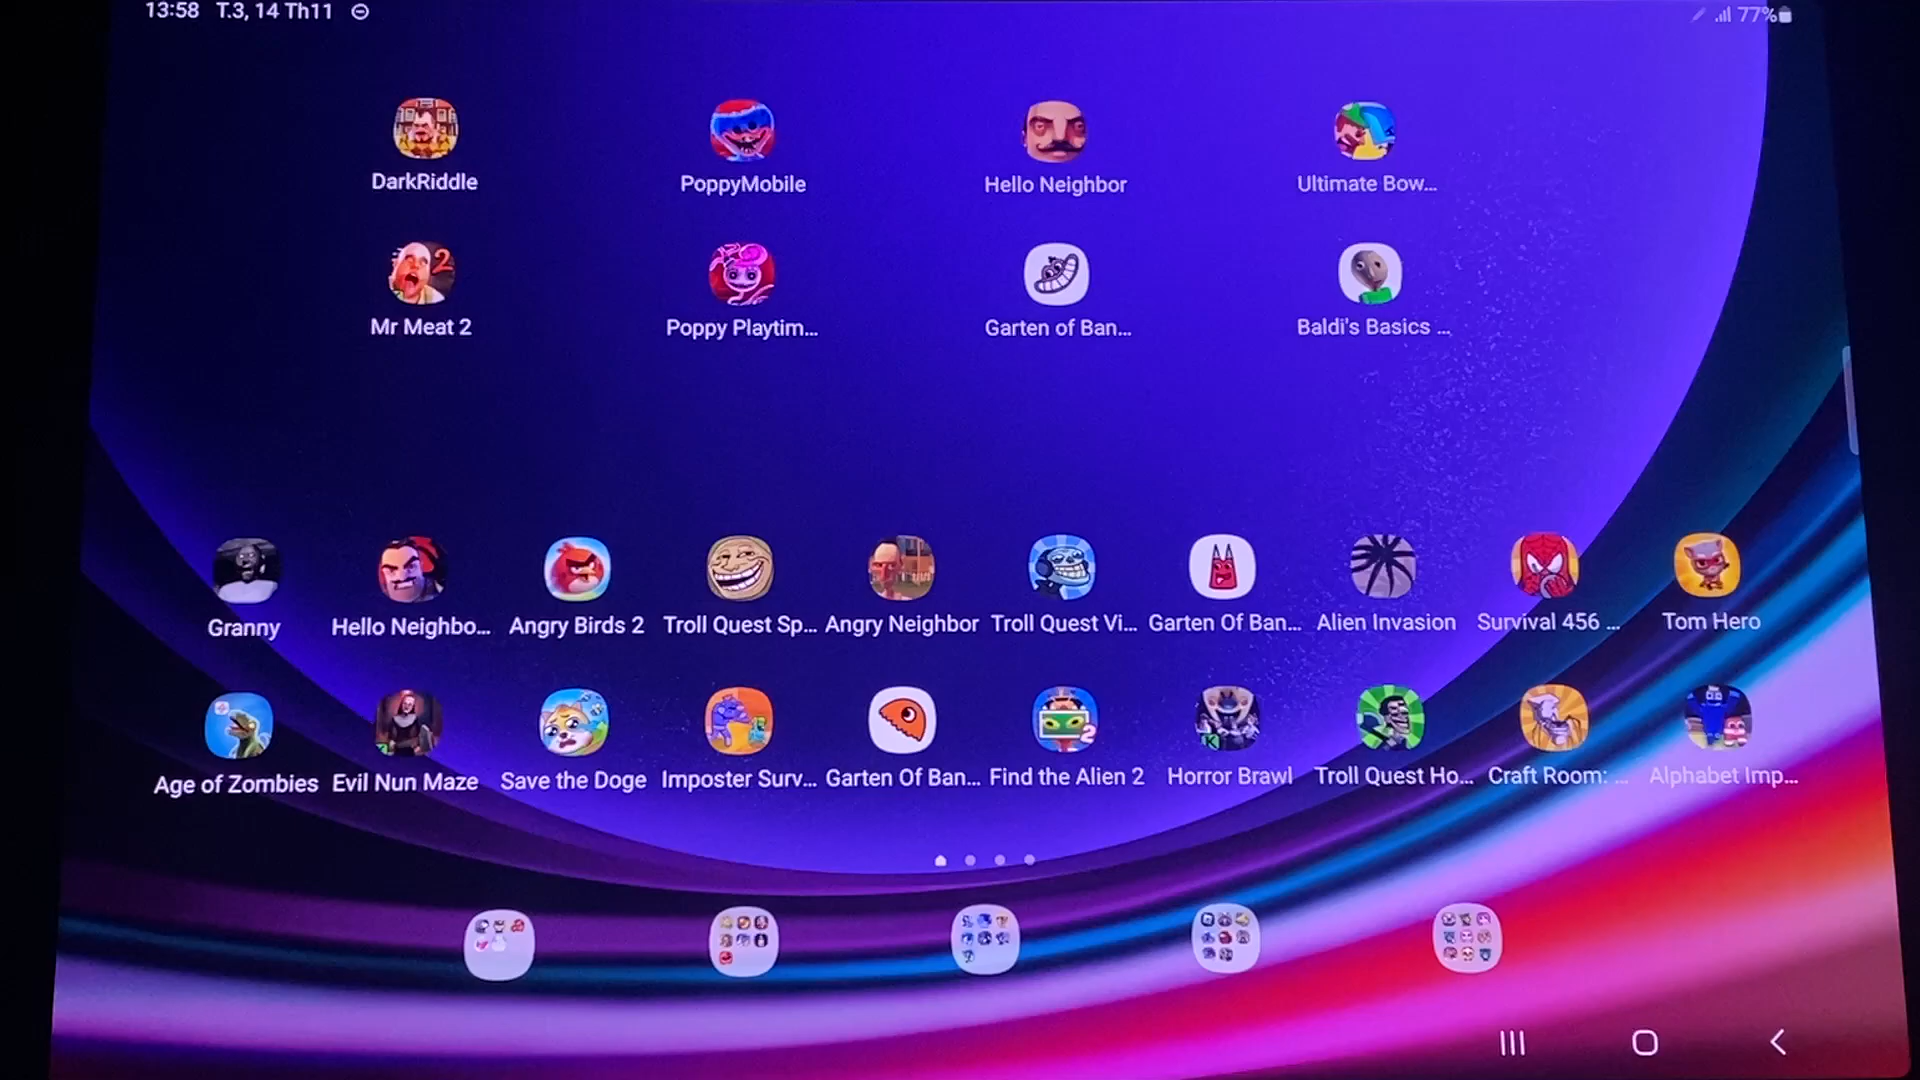 13:58 T.3, 14 Th11
77%
DarkRiddle
PoppyMobile
Hello Neighbor
Ultimate Bow...
Mr Meat 2
Poppy Playtim...
Garten of Ban...
Baldi's Basics ...
Granny
Hello Neighbo...
Angry Birds 2
Troll Quest Sp...
Angry Neighbor
Troll Quest Vi...
Garten Of Ban...
Alien Invasion
Survival 456 ...
Tom Hero
Age of Zombies
Evil Nun Maze
Save the Doge
Imposter Surv...
Garten Of Ban...
Find the Alien 2
Horror Brawl
Troll Quest Ho...
Craft Room: ...
Alphabet Imp...